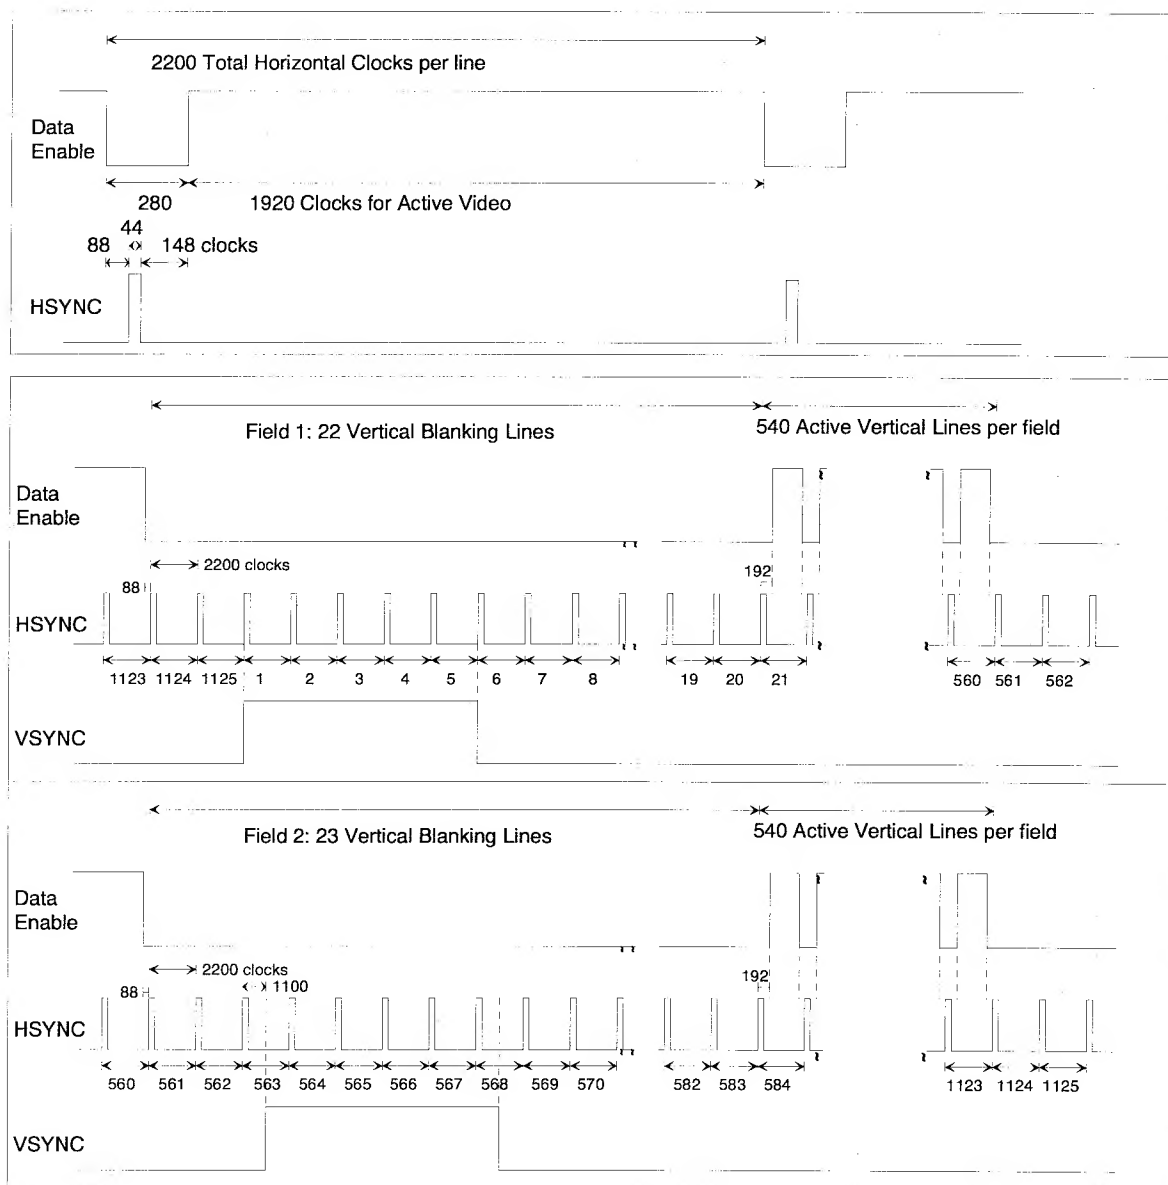 2200 Total Horizontal Clocks per line
Data
Enable
280
1920 Clocks for Active Video
44
88
148 clocks
HSYNC
Field 1: 22 Vertical Blanking Lines
540 Active Vertical Lines per field
Data
Enable
2200 clocks
88
192
HSYNC
1123 1124 1125 1 2 3 4 5 6 7 8 19 20 21 560 561 562
VSYNC
Field 2: 23 Vertical Blanking Lines
540 Active Vertical Lines per field
Data
Enable
2200 clocks
88
1100
192
HSYNC
560 561 562 563 564 565 566 567 568 569 570 582 583 584 1123 1124 1125
VSYNC